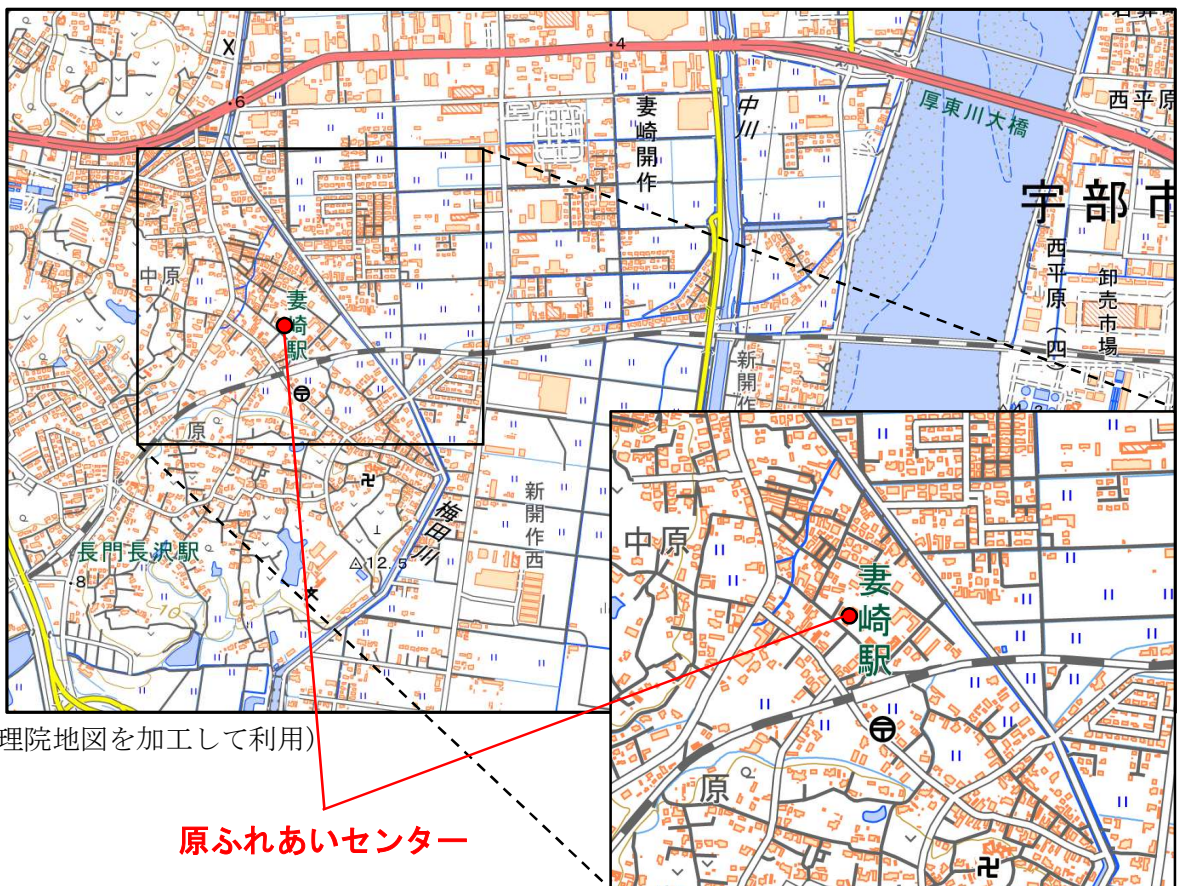 ・4
・6
妻崎開作
中川
厚東川大橋
西平原
宇部市
西平原(四)
卸売市場
中原
妻崎駅
新開作
原
梅田川
新開作西
長門長沢駅
・8
△12.5
10
中原
妻崎駅
原
理院地図を加工して利用)
原ふれあいセンター